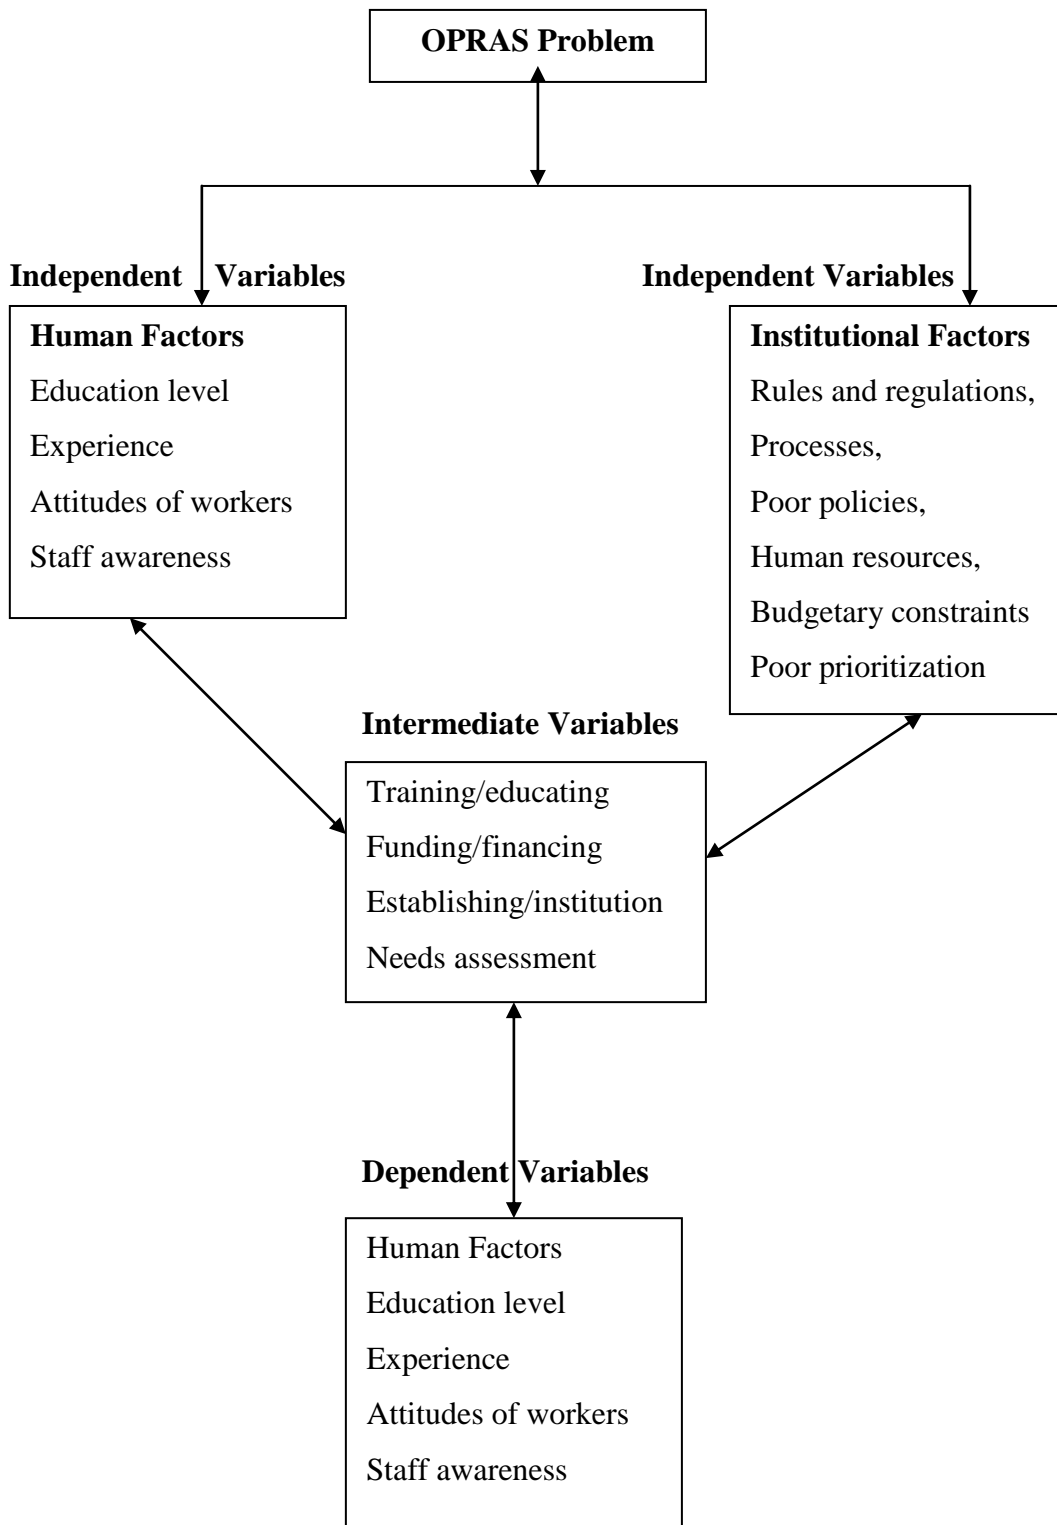 OPRAS Problem
Independent Variables
Independent Variables
Human Factors
Education level
Experience
Attitudes of workers
Staff awareness
Institutional Factors
Rules and regulations,
Processes,
Poor policies,
Human resources,
Budgetary constraints
Poor prioritization
Intermediate Variables
Training/educating
Funding/financing
Establishing/institution
Needs assessment
Dependent Variables
Human Factors
Education level
Experience
Attitudes of workers
Staff awareness